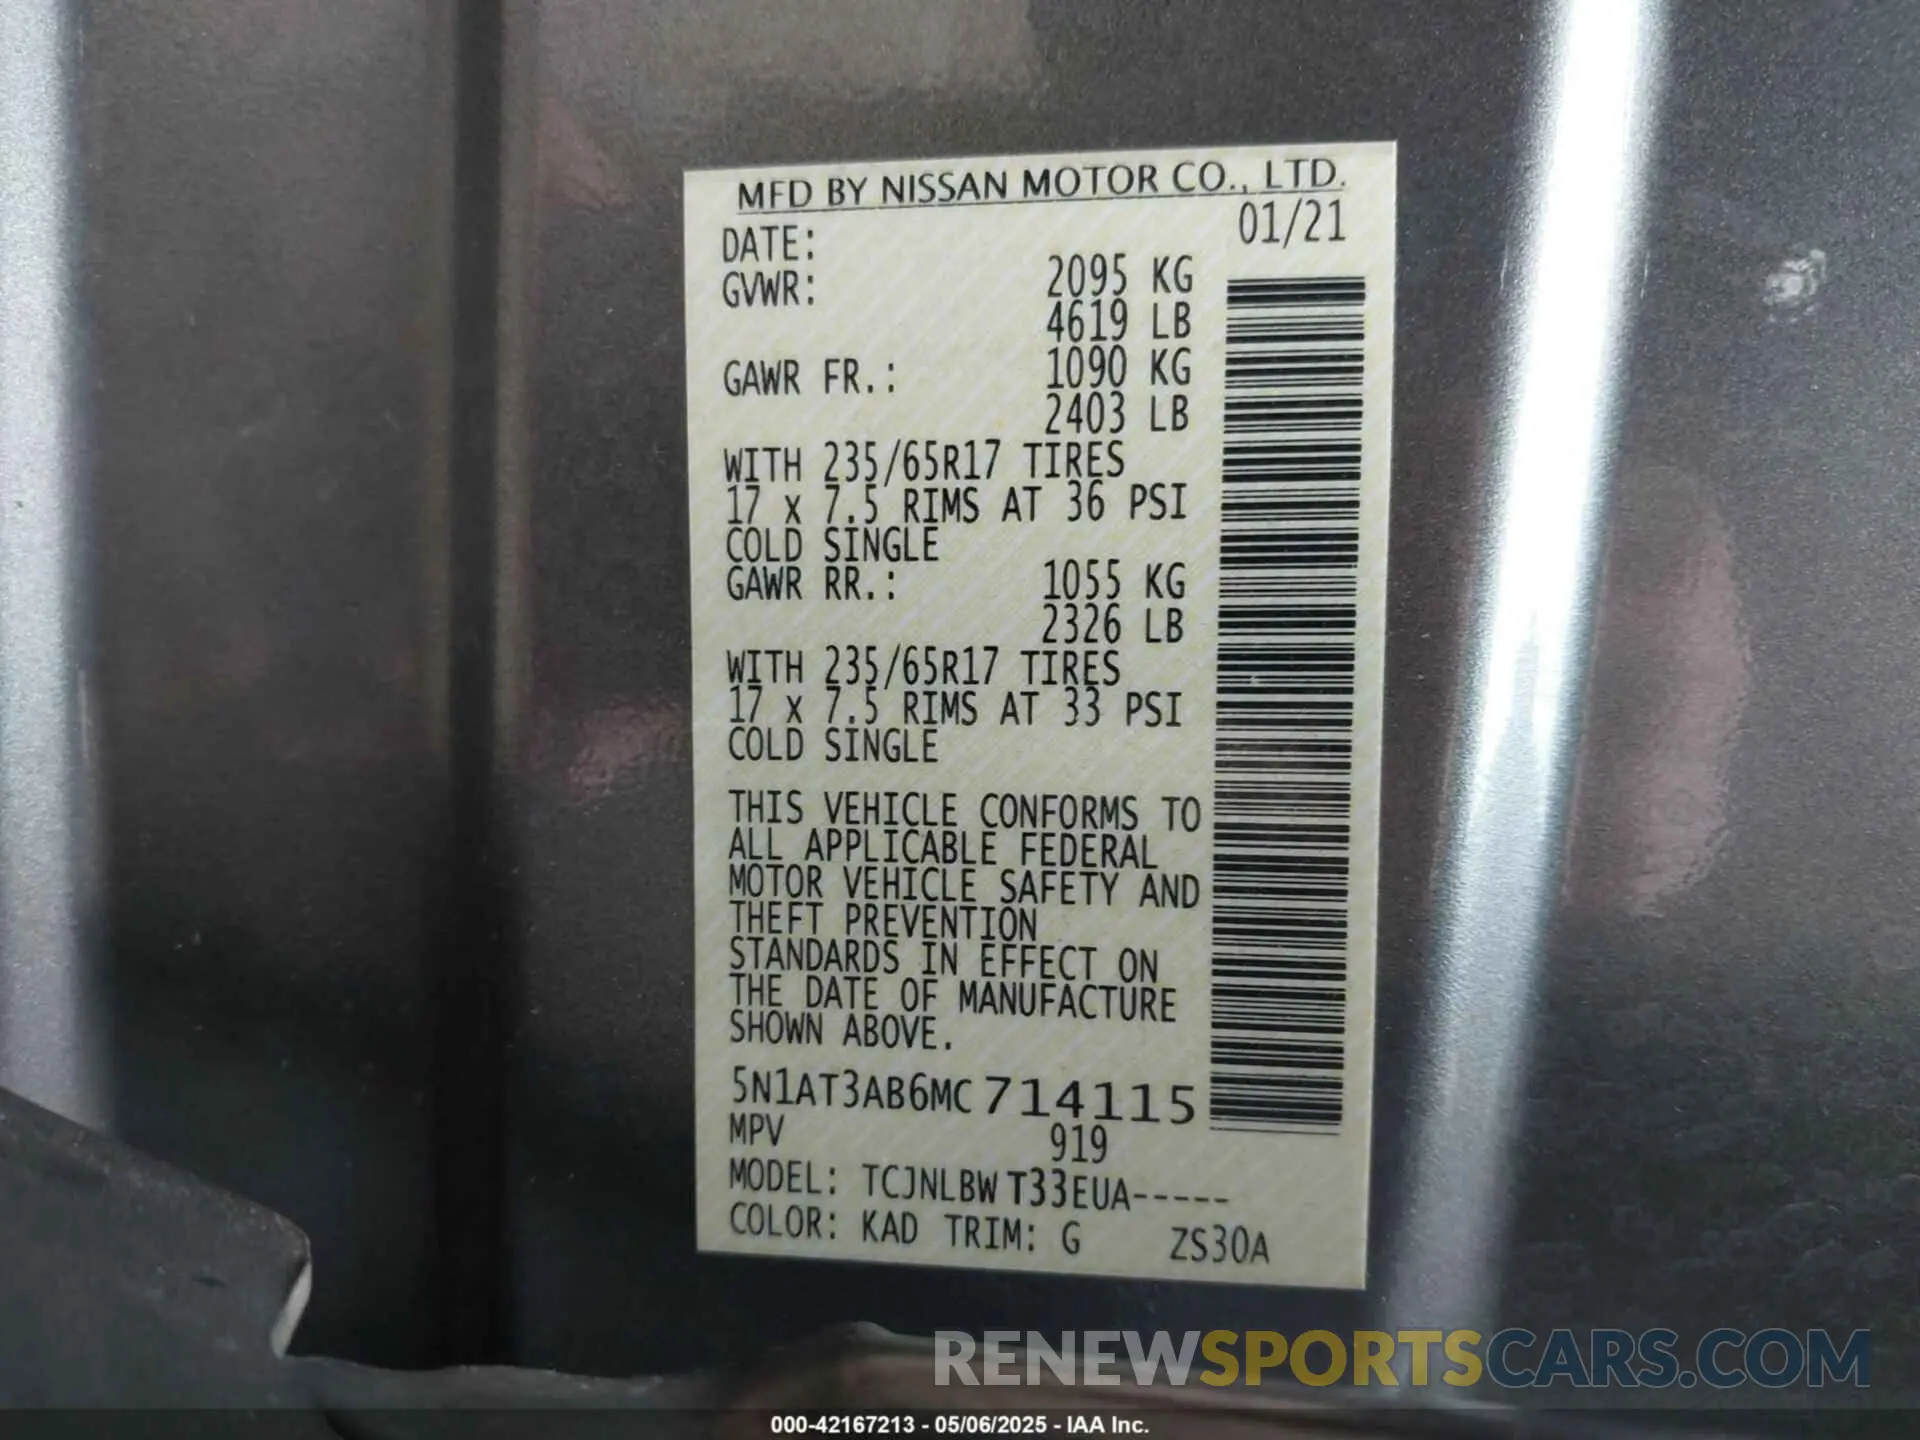 MFD BY NISSAN MOTOR CO., LTD.
DATE: 01/21
GVWR: 2095 KG
4619 LB
GAWR FR.: 1090 KG
2403 LB
WITH 235/65R17 TIRES
17 x 7.5 RIMS AT 36 PSI
COLD SINGLE
GAWR RR.: 1055 KG
2326 LB
WITH 235/65R17 TIRES
17 x 7.5 RIMS AT 33 PSI
COLD SINGLE
THIS VEHICLE CONFORMS TO
ALL APPLICABLE FEDERAL
MOTOR VEHICLE SAFETY AND
THEFT PREVENTION
STANDARDS IN EFFECT ON
THE DATE OF MANUFACTURE
SHOWN ABOVE.
5N1AT3AB6MC714115
MPV 919
MODEL: TCJNLBW T33EUA-----
COLOR: KAD TRIM: G ZS30A
RENEWSPORTSCARS.COM
000-42167213 - 05/06/2025 - IAA Inc.